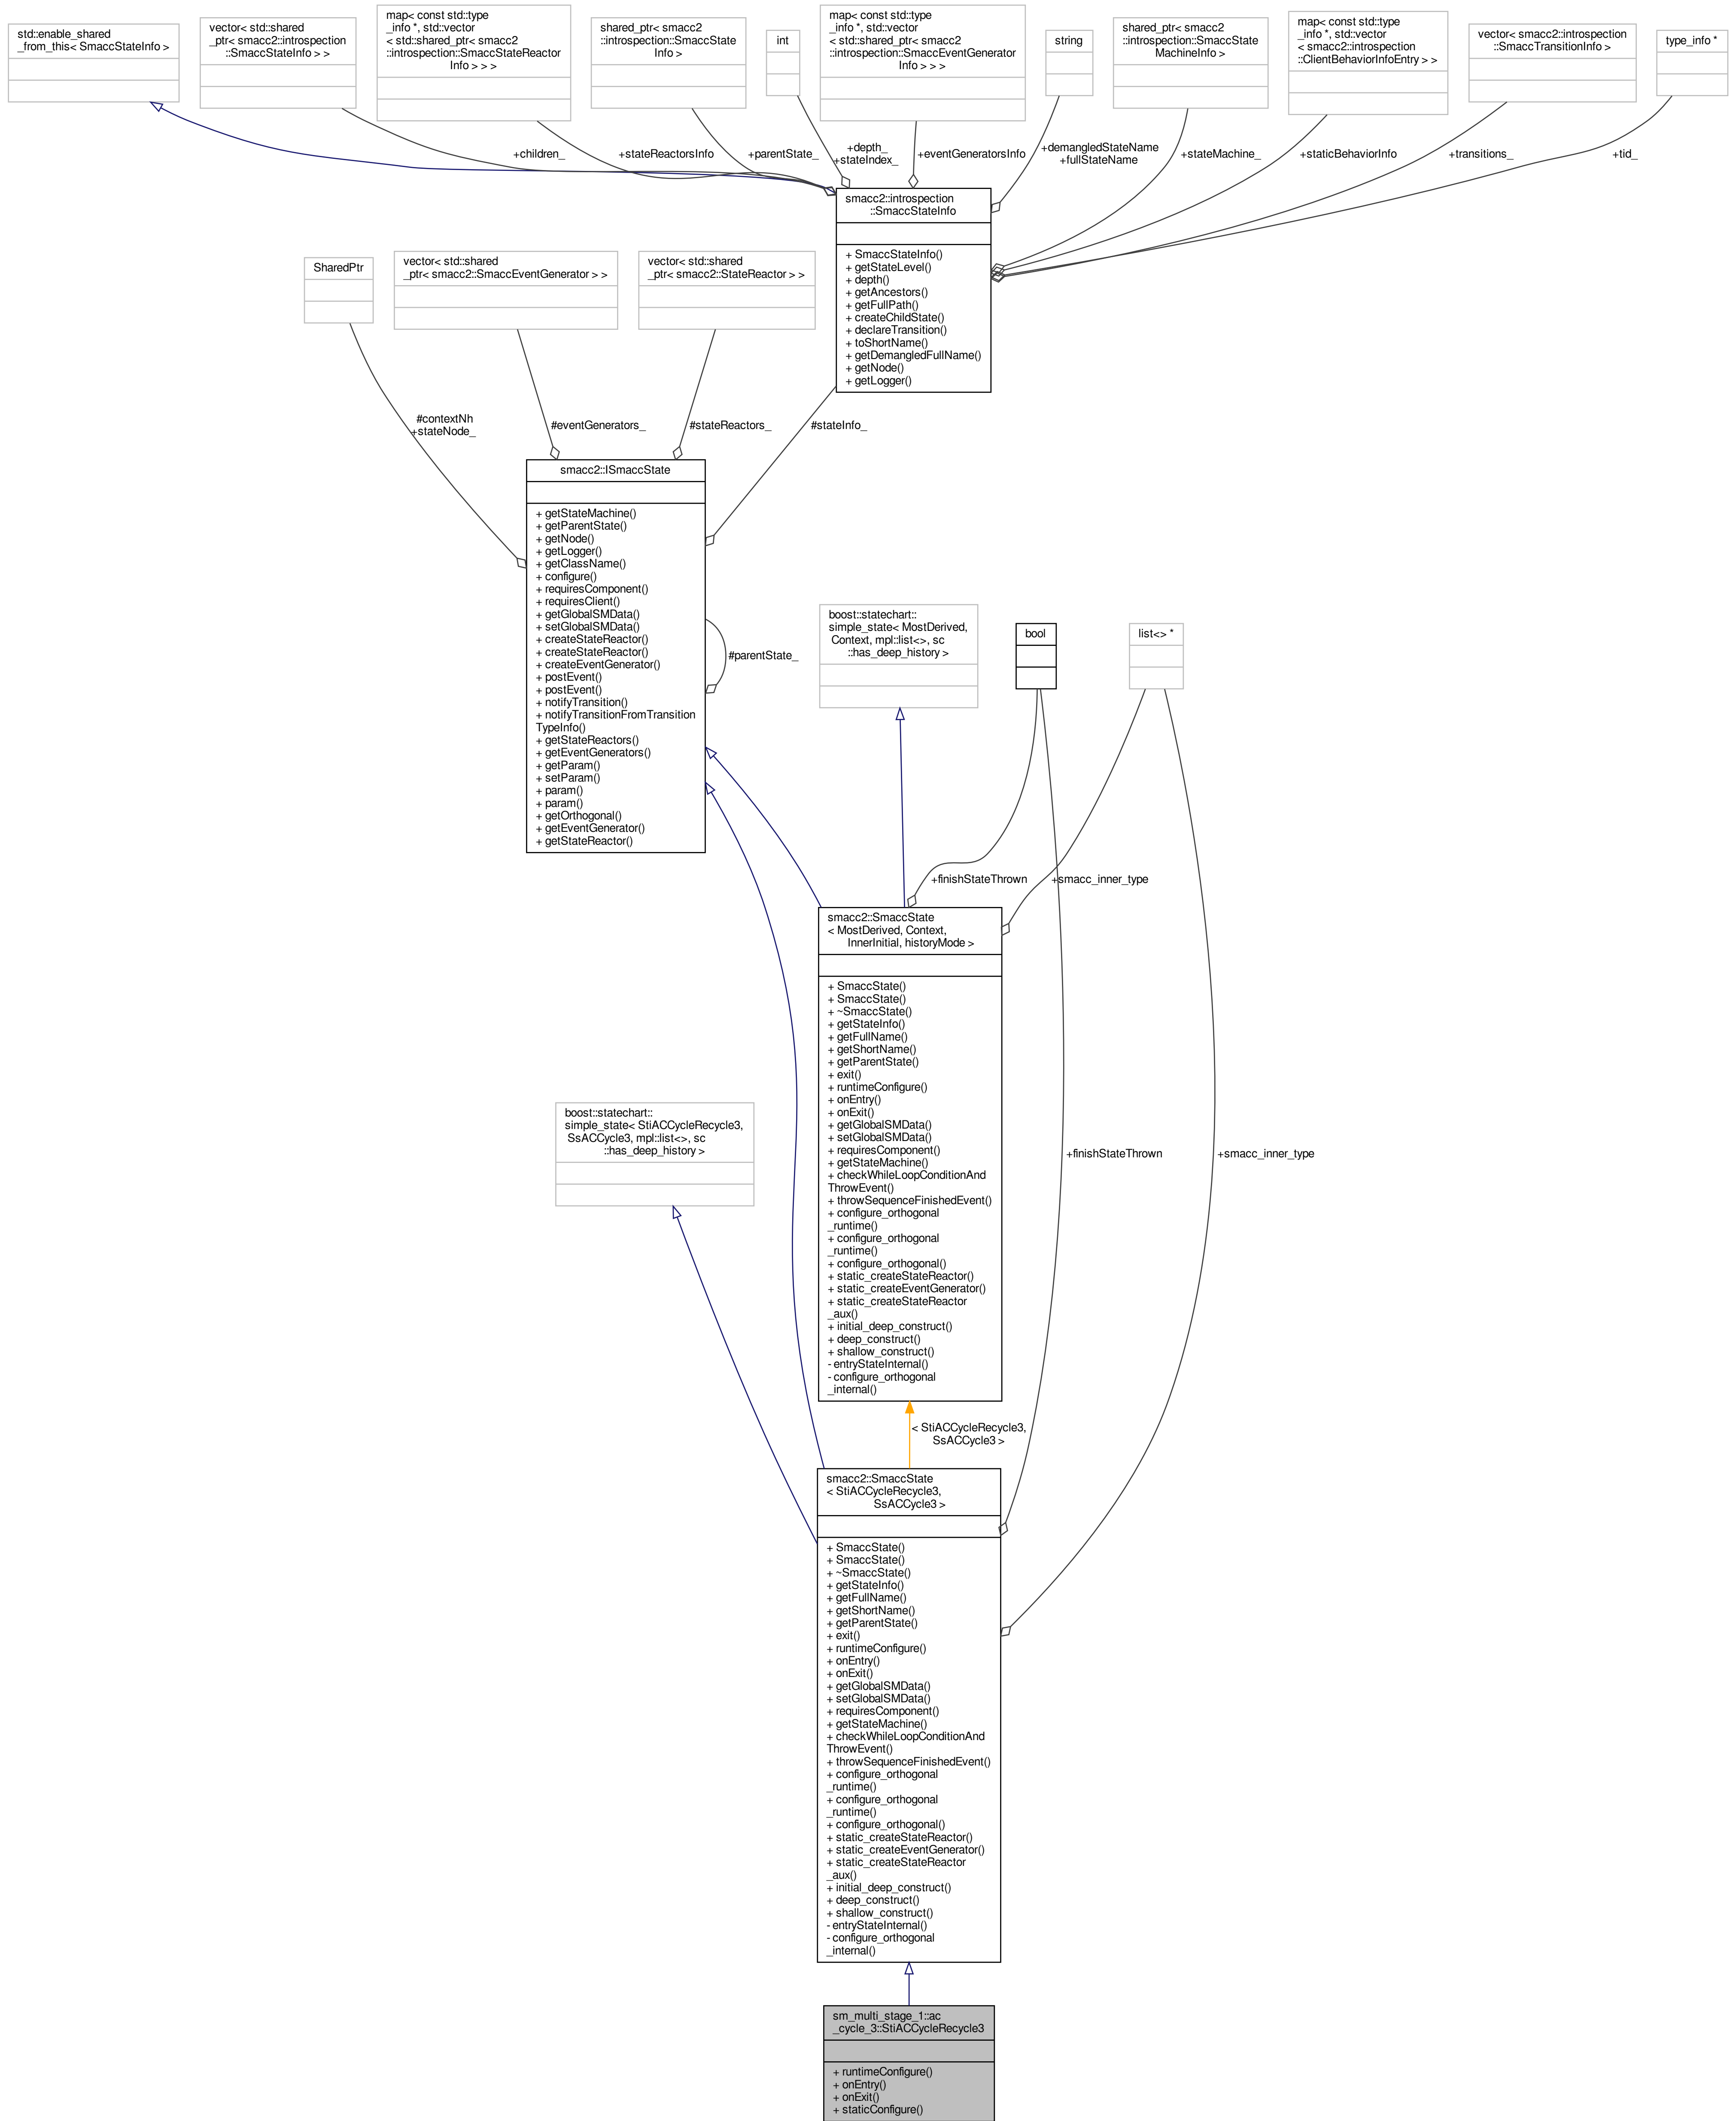 std::enable_shared
_from_this< SmaccStateInfo >
vector< std::shared
_ptr< smacc2::introspection
::SmaccStateInfo > >
map< const std::type
_info *, std::vector
< std::shared_ptr< smacc2
::introspection::SmaccStateReactor
Info > > >
shared_ptr< smacc2
::introspection::SmaccState
Info >
int
map< const std::type
_info *, std::vector
< std::shared_ptr< smacc2
::introspection::SmaccEventGenerator
Info > > >
string
shared_ptr< smacc2
::introspection::SmaccState
MachineInfo >
map< const std::type
_info *, std::vector
< smacc2::introspection
::ClientBehaviorInfoEntry > >
vector< smacc2::introspection
::SmaccTransitionInfo >
type_info *
+children_
+stateReactorsInfo
+parentState_
+depth_
+stateIndex_
+eventGeneratorsInfo
+demangledStateName
+fullStateName
+stateMachine_
+staticBehaviorInfo
+transitions_
+tid_
smacc2::introspection
::SmaccStateInfo
+ SmaccStateInfo()
+ getStateLevel()
+ depth()
+ getAncestors()
+ getFullPath()
+ createChildState()
+ declareTransition()
+ toShortName()
+ getDemangledFullName()
+ getNode()
+ getLogger()
SharedPtr
vector< std::shared
_ptr< smacc2::SmaccEventGenerator > >
vector< std::shared
_ptr< smacc2::StateReactor > >
#contextNh
+stateNode_
#eventGenerators_
#stateReactors_
#stateInfo_
smacc2::ISmaccState
+ getStateMachine()
+ getParentState()
+ getNode()
+ getLogger()
+ getClassName()
+ configure()
+ requiresComponent()
+ requiresClient()
+ getGlobalSMData()
+ setGlobalSMData()
+ createStateReactor()
+ createStateReactor()
+ createEventGenerator()
+ postEvent()
+ postEvent()
+ notifyTransition()
+ notifyTransitionFromTransition
TypeInfo()
+ getStateReactors()
+ getEventGenerators()
+ getParam()
+ setParam()
+ param()
+ param()
+ getOrthogonal()
+ getEventGenerator()
+ getStateReactor()
#parentState_
boost::statechart::
simple_state< MostDerived,
Context, mpl::list<>, sc
::has_deep_history >
bool
list<> *
+finishStateThrown
+smacc_inner_type
smacc2::SmaccState
< MostDerived, Context,
InnerInitial, historyMode >
+ SmaccState()
+ SmaccState()
+ ~SmaccState()
+ getStateInfo()
+ getFullName()
+ getShortName()
+ getParentState()
+ exit()
+ runtimeConfigure()
+ onEntry()
+ onExit()
+ getGlobalSMData()
+ setGlobalSMData()
+ requiresComponent()
+ getStateMachine()
+ checkWhileLoopConditionAnd
ThrowEvent()
+ throwSequenceFinishedEvent()
+ configure_orthogonal
_runtime()
+ configure_orthogonal
_runtime()
+ configure_orthogonal()
+ static_createStateReactor()
+ static_createEventGenerator()
+ static_createStateReactor
_aux()
+ initial_deep_construct()
+ deep_construct()
+ shallow_construct()
- entryStateInternal()
- configure_orthogonal
_internal()
boost::statechart::
simple_state< StiACCycleRecycle3,
SsACCycle3, mpl::list<>, sc
::has_deep_history >
+finishStateThrown
+smacc_inner_type
< StiACCycleRecycle3,
SsACCycle3 >
smacc2::SmaccState
< StiACCycleRecycle3,
SsACCycle3 >
+ SmaccState()
+ SmaccState()
+ ~SmaccState()
+ getStateInfo()
+ getFullName()
+ getShortName()
+ getParentState()
+ exit()
+ runtimeConfigure()
+ onEntry()
+ onExit()
+ getGlobalSMData()
+ setGlobalSMData()
+ requiresComponent()
+ getStateMachine()
+ checkWhileLoopConditionAnd
ThrowEvent()
+ throwSequenceFinishedEvent()
+ configure_orthogonal
_runtime()
+ configure_orthogonal
_runtime()
+ configure_orthogonal()
+ static_createStateReactor()
+ static_createEventGenerator()
+ static_createStateReactor
_aux()
+ initial_deep_construct()
+ deep_construct()
+ shallow_construct()
- entryStateInternal()
- configure_orthogonal
_internal()
sm_multi_stage_1::ac
_cycle_3::StiACCycleRecycle3
+ runtimeConfigure()
+ onEntry()
+ onExit()
+ staticConfigure()